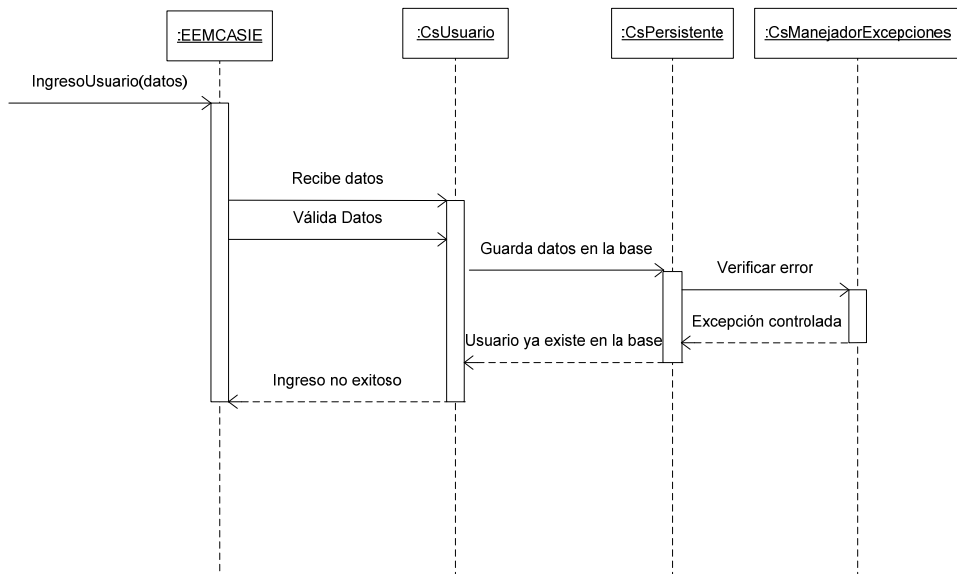 :EEMCASIE
:CsUsuario
:CsPersistente
:CsManejadorExcepciones
IngresoUsuario(datos)
Recibe datos
Válida Datos
Guarda datos en la base
Verificar error
Excepción controlada
Usuario ya existe en la base
Ingreso no exitoso